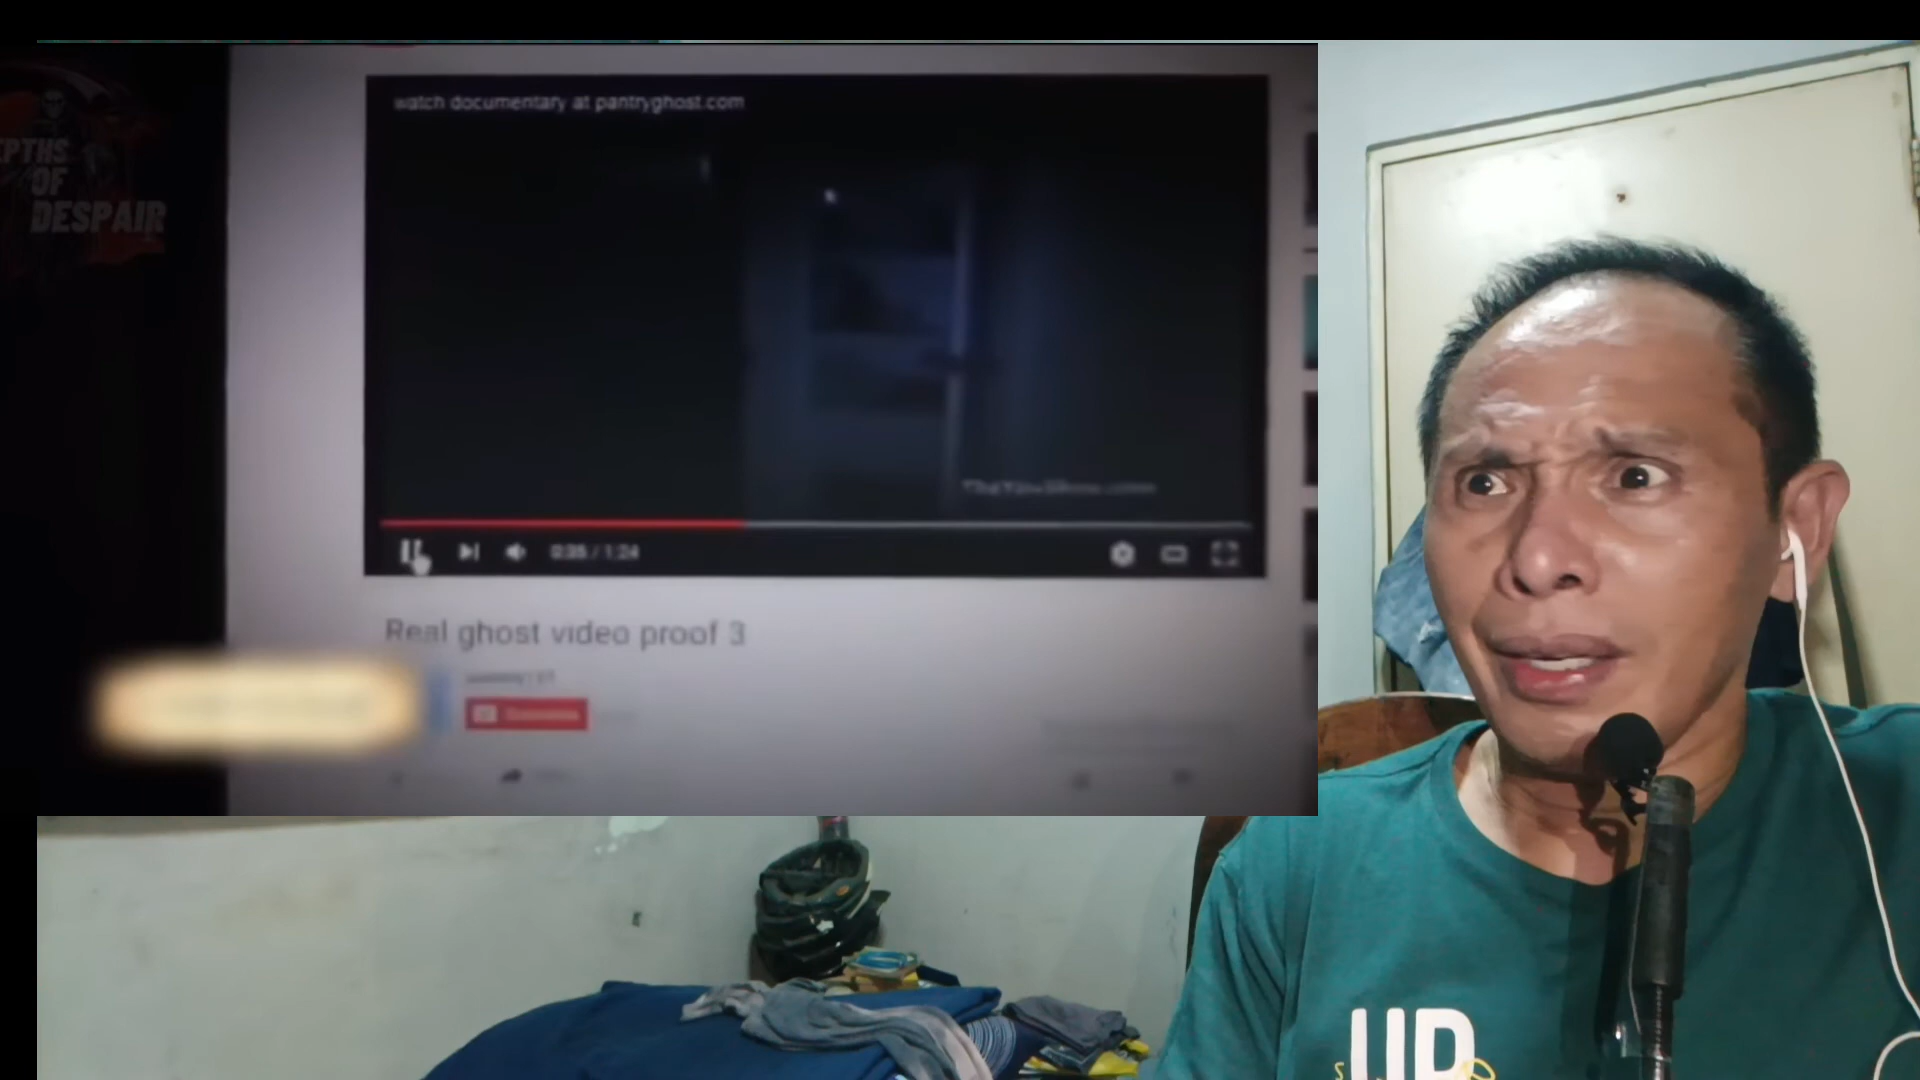 watch documentary at pantryghost.com
EPTHS
OF
DESPAIR
0:35 / 1:24
Real ghost video proof 3
UP